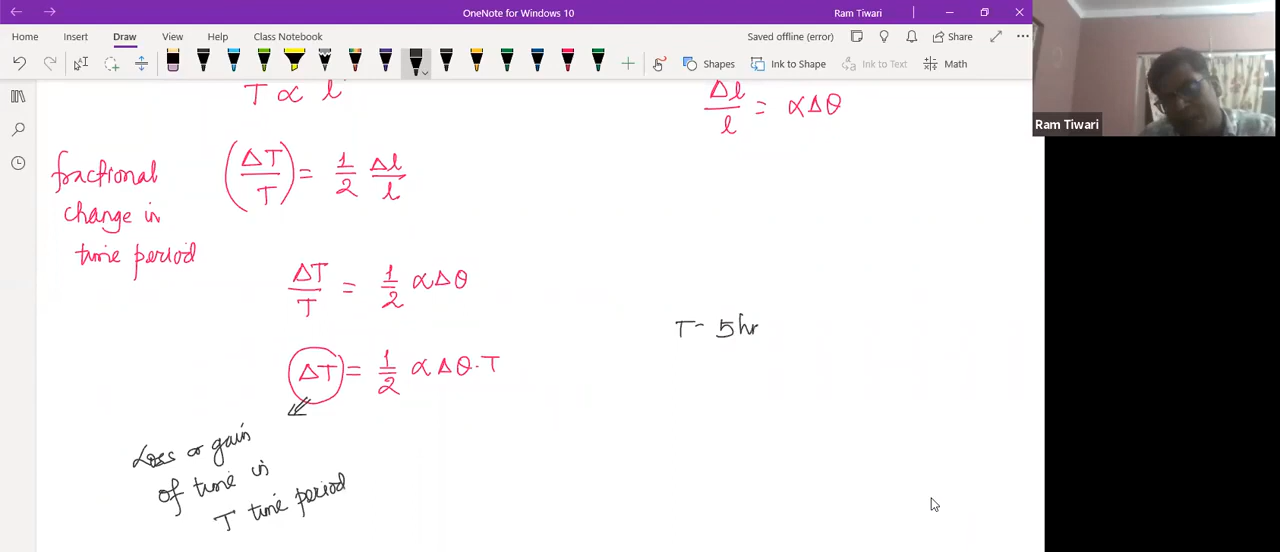 OneNote for Windows 10
Ram Tiwari
Home Insert Draw View Help Class Notebook
Saved offline (error)
Share
Shapes
Ink to Shape
Ink to Text
Math
Ram Tiwari
T ∝ l
Δl/l = αΔθ
fractional
change in
time period
(ΔT/T) = 1/2 Δl/l
ΔT/T = 1/2 αΔθ
T- 5hr
ΔT = 1/2 αΔθ·T
Loss or gain
of time in
T time period